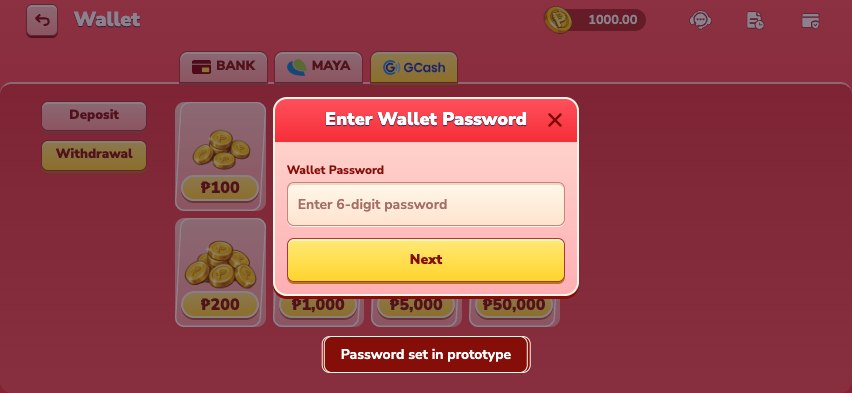 Wallet
1000.00
BANK
MAYA
GCash
Deposit
Withdrawal
₱100
Enter Wallet Password
Wallet Password
Enter 6-digit password
Next
₱200
₱1,000
₱5,000
₱50,000
Password set in prototype